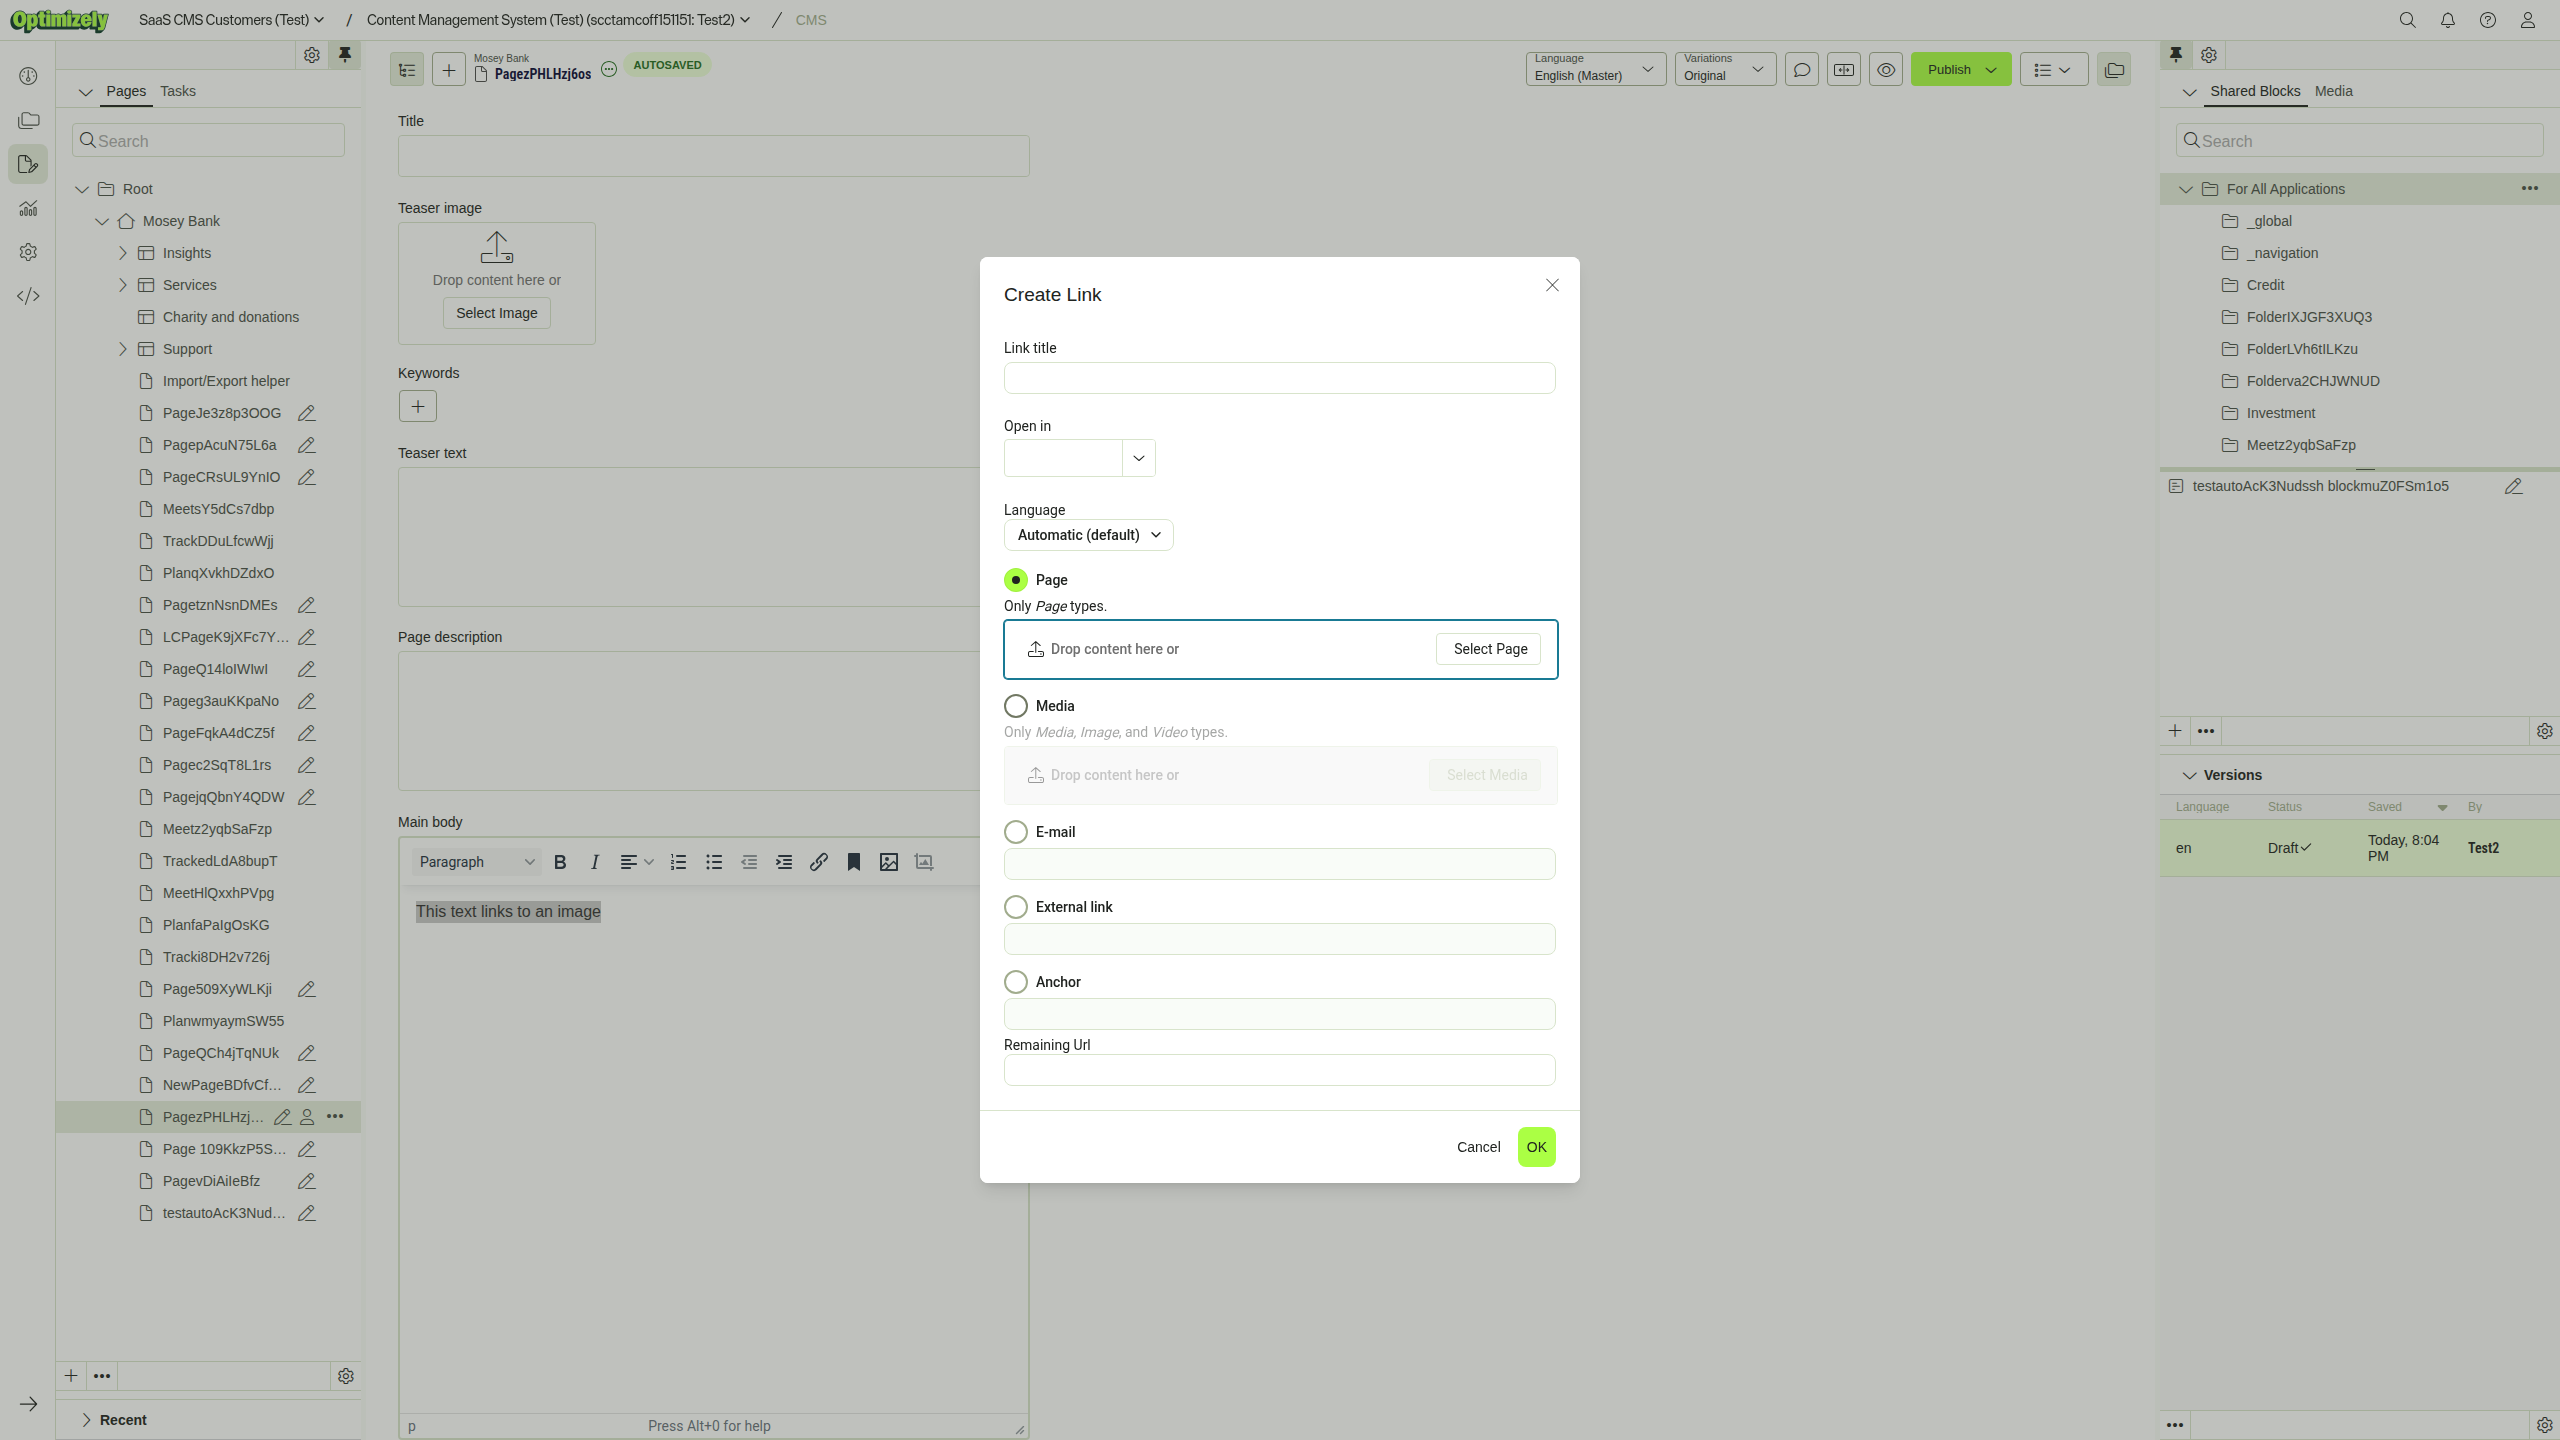 Optimizely
SaaS CMS Customers (Test) / Content Management System (Test) (scctamcoff151151: Test2) / CMS
Pages Tasks
Search
Root
Mosey Bank
Insights
Services
Charity and donations
Support
Import/Export helper
PageJe3z8p3OOG
PagepAcuN75L6a
PageCRsUL9YnIO
MeetsY5dCs7dbp
TrackDDuLfcwWjj
PlanqXvkhDZdxO
PagetznNsnDMEs
LCPageK9jXFc7Y...
PageQ14loIWIwI
Pageg3auKKpaNo
PageFqkA4dCZ5f
Pagec2SqT8L1rs
PagejqQbnY4QDW
Meetz2yqbSaFzp
TrackedLdA8bupT
MeetHlQxxhPVpg
PlanfaPaIgOsKG
Tracki8DH2v726j
Page509XyWLKji
PlanwmyaymSW55
PageQCh4jTqNUk
NewPageBDfvCf...
PagezPHLHzj...
Page 109KkzP5S...
PagevDiAileBfz
testautoAcK3Nud...
Recent
Mosey Bank
PagezPHLHzj6os
AUTOSAVED
Language
English (Master)
Variations
Original
Publish
Title
Teaser image
Drop content here or
Select Image
Keywords
Teaser text
Page description
Main body
Paragraph
This text links to an image
p
Press Alt+0 for help
Create Link
Link title
Open in
Language
Automatic (default)
Page
Only Page types.
Drop content here or
Select Page
Media
Only Media, Image, and Video types.
Drop content here or
Select Media
E-mail
External link
Anchor
Remaining Url
Cancel
OK
Shared Blocks Media
Search
For All Applications
_global
_navigation
Credit
FolderIXJGF3XUQ3
FolderLVh6tILKzu
Folderva2CHJWNUD
Investment
Meetz2yqbSaFzp
testautoAcK3Nudssh blockmuZ0FSm1o5
Versions
Language Status Saved By
en Draft Today, 8:04 PM Test2